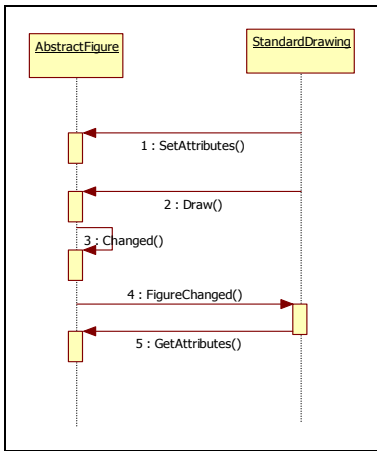 AbstractFigure
StandardDrawing
1 : SetAttributes()
2 : Draw()
3 : Changed()
4 : FigureChanged()
5 : GetAttributes()